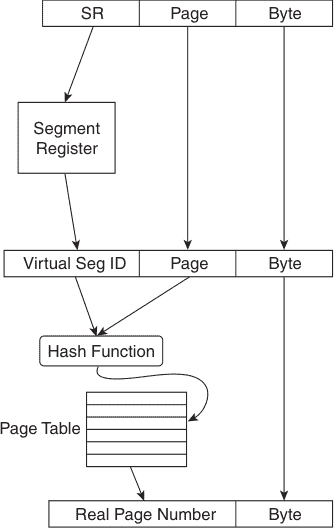 SR Page Byte
Segment
Register
Virtual Seg ID Page Byte
Hash Function
Page Table
Real Page Number Byte